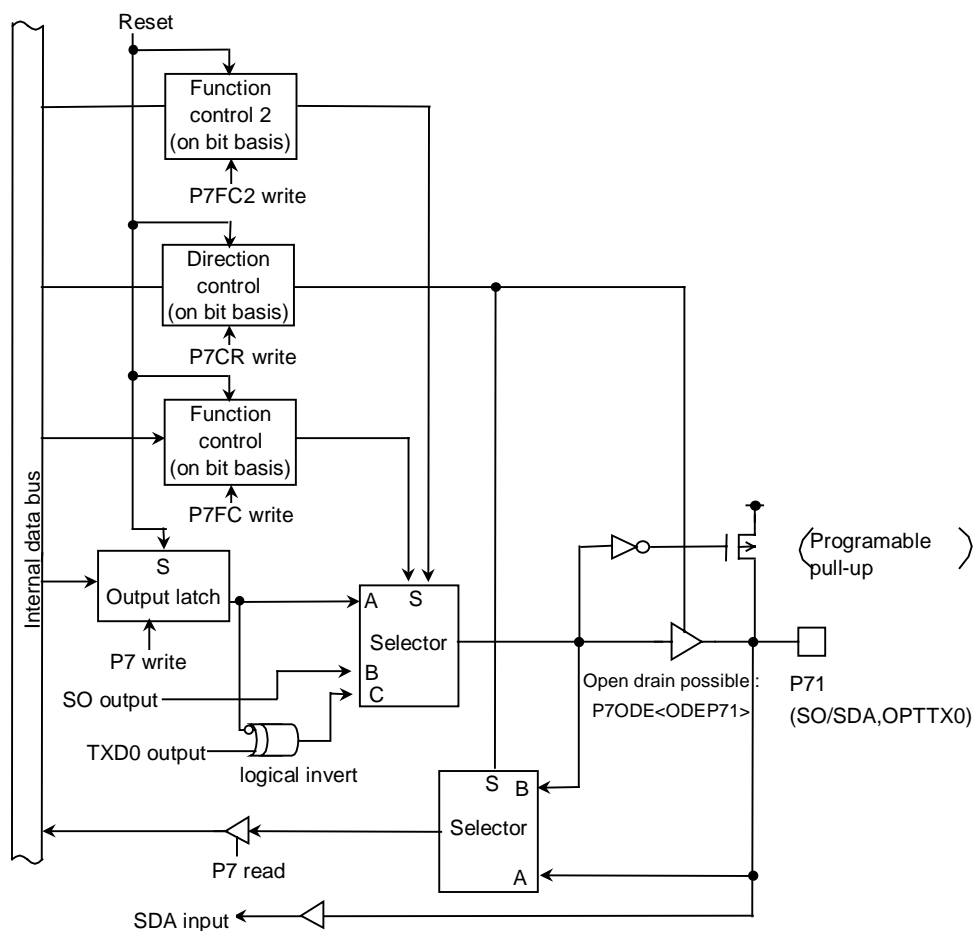 Reset
Function
control 2
(on bit basis)
P7FC2 write
Direction
control
(on bit basis)
P7CR write
Function
control
(on bit basis)
P7FC write
Internal data bus
S
Output latch
P7 write
A
S
Selector
B
C
SO output
TXD0 output
logical invert
(Programable
pull-up)
Open drain possible :
P7ODE<ODEP71>
P71
(SO/SDA,OPTTX0)
S
B
Selector
A
P7 read
SDA input